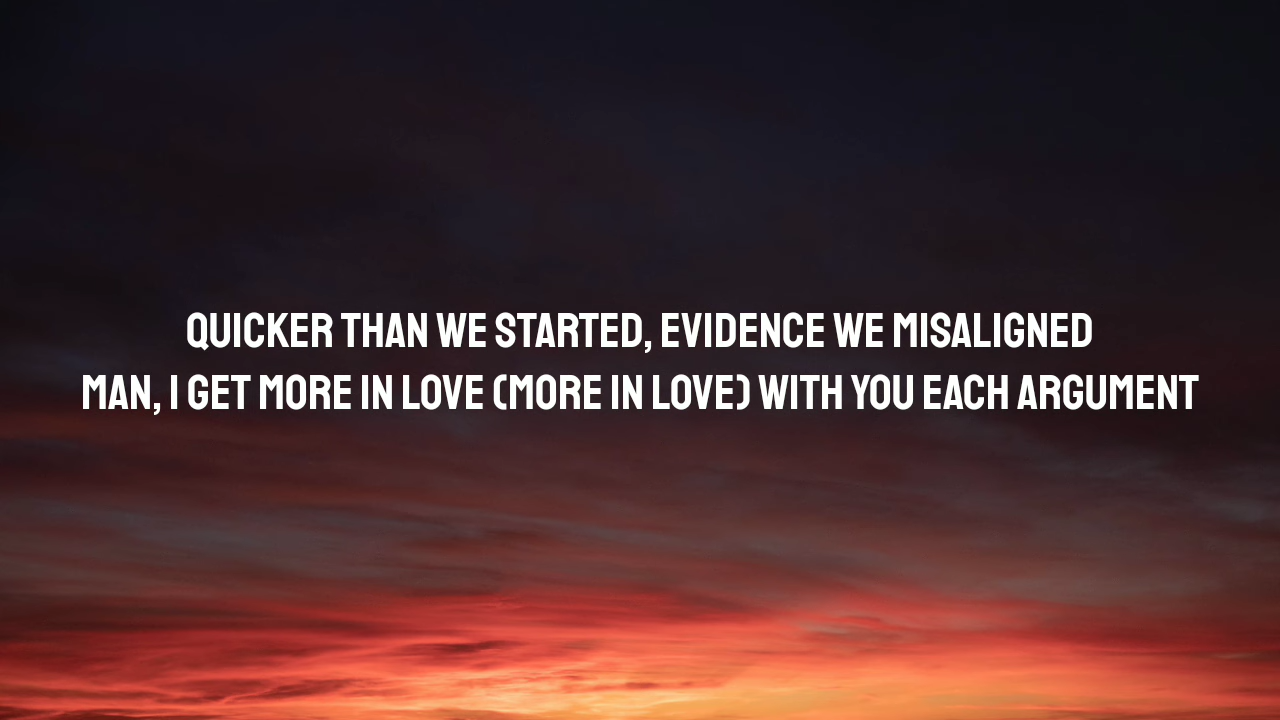 QUICKER THAN WE STARTED, EVIDENCE WE MISALIGNED
MAN, I GET MORE IN LOVE (MORE IN LOVE) WITH YOU EACH ARGUMENT